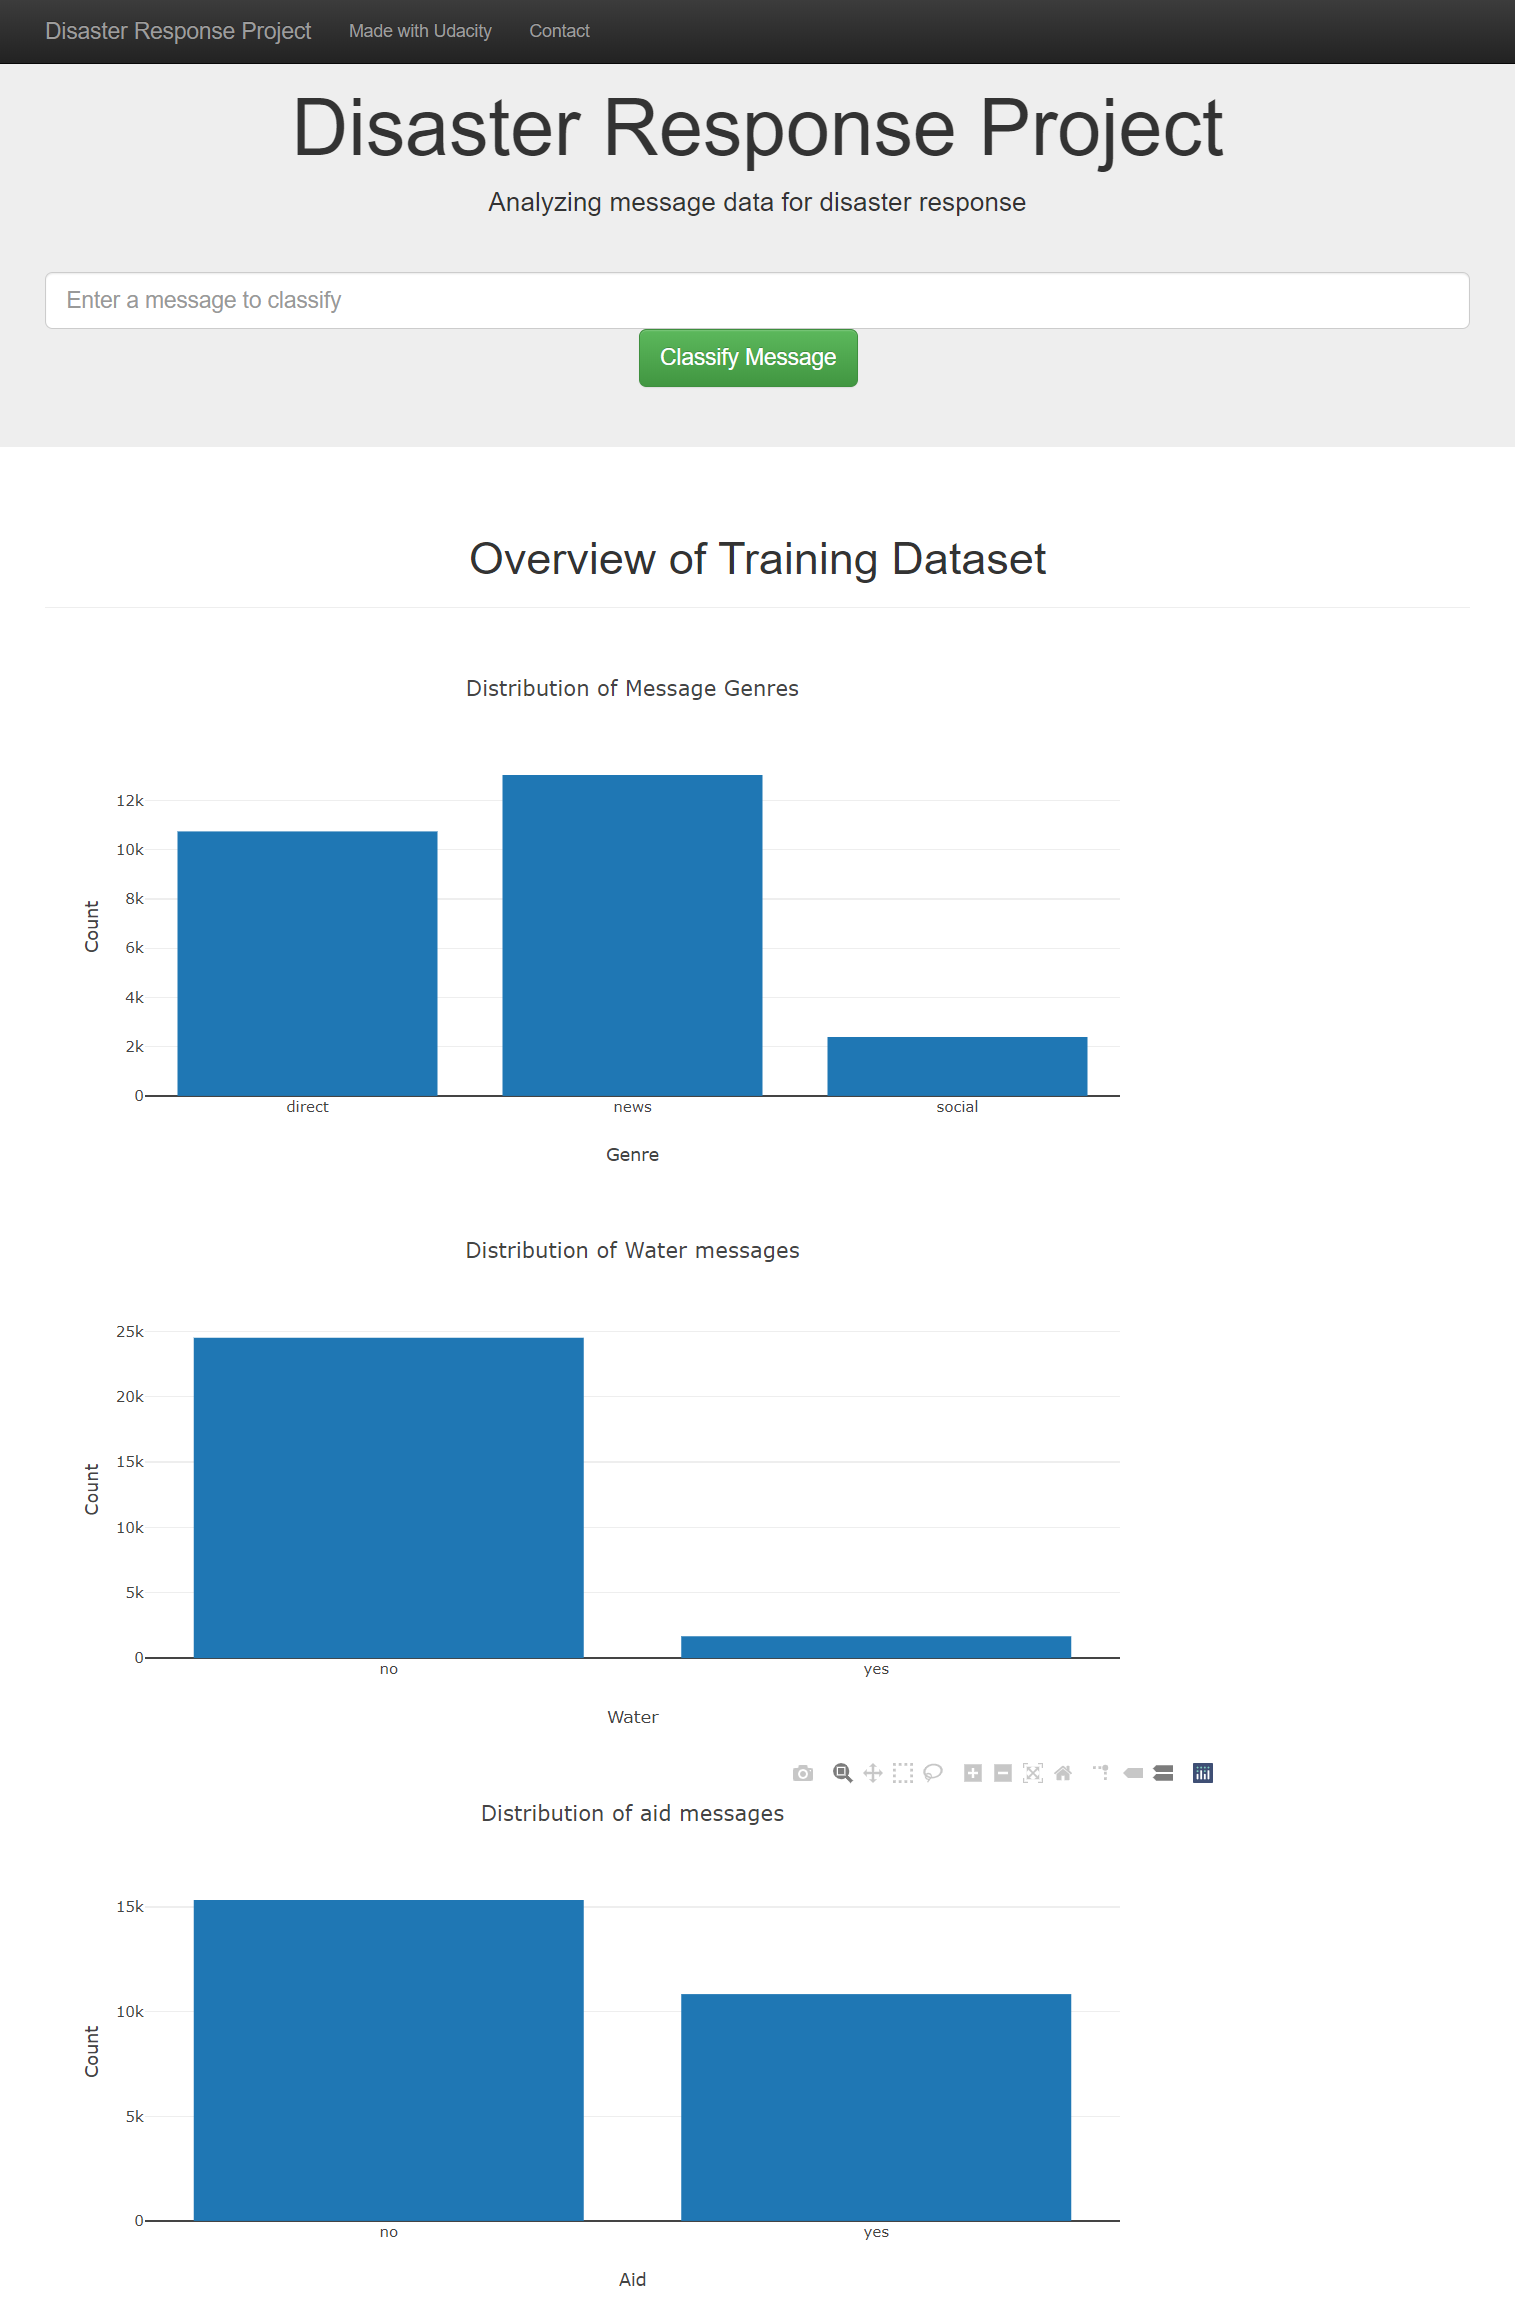 Disaster Response Project Made with Udacity Contact
Disaster Response Project
Analyzing message data for disaster response
Enter a message to classify
Classify Message
Overview of Training Dataset
Distribution of Message Genres
12k
10k
8k
6k
4k
2k
0
Count
direct news social
Genre
Distribution of Water messages
25k
20k
15k
10k
5k
0
Count
no yes
Water
Distribution of aid messages
15k
10k
5k
0
Count
no yes
Aid